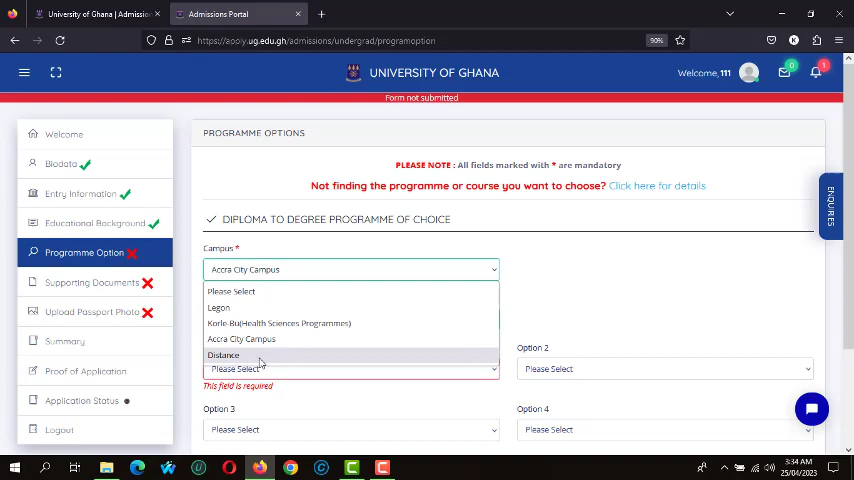 University of Ghana | Admission
Admissions Portal
https://apply.ug.edu.gh/admissions/undergrad/programoption
90%
K
UNIVERSITY OF GHANA
Welcome, 111
0
1
Form not submitted
Welcome
Biodata
Entry Information
Educational Background
Programme Option
Supporting Documents
Upload Passport Photo
Summary
Proof of Application
Application Status
Logout
PROGRAMME OPTIONS
PLEASE NOTE : All fields marked with * are mandatory
Not finding the programme or course you want to choose? Click here for details
DIPLOMA TO DEGREE PROGRAMME OF CHOICE
Campus *
Accra City Campus
Please Select
Legon
Korle-Bu(Health Sciences Programmes)
Accra City Campus
Distance
Please Select
This field is required
Option 2
Please Select
Option 3
Please Select
Option 4
Please Select
ENQUIRES
3:34 AM
25/04/2023